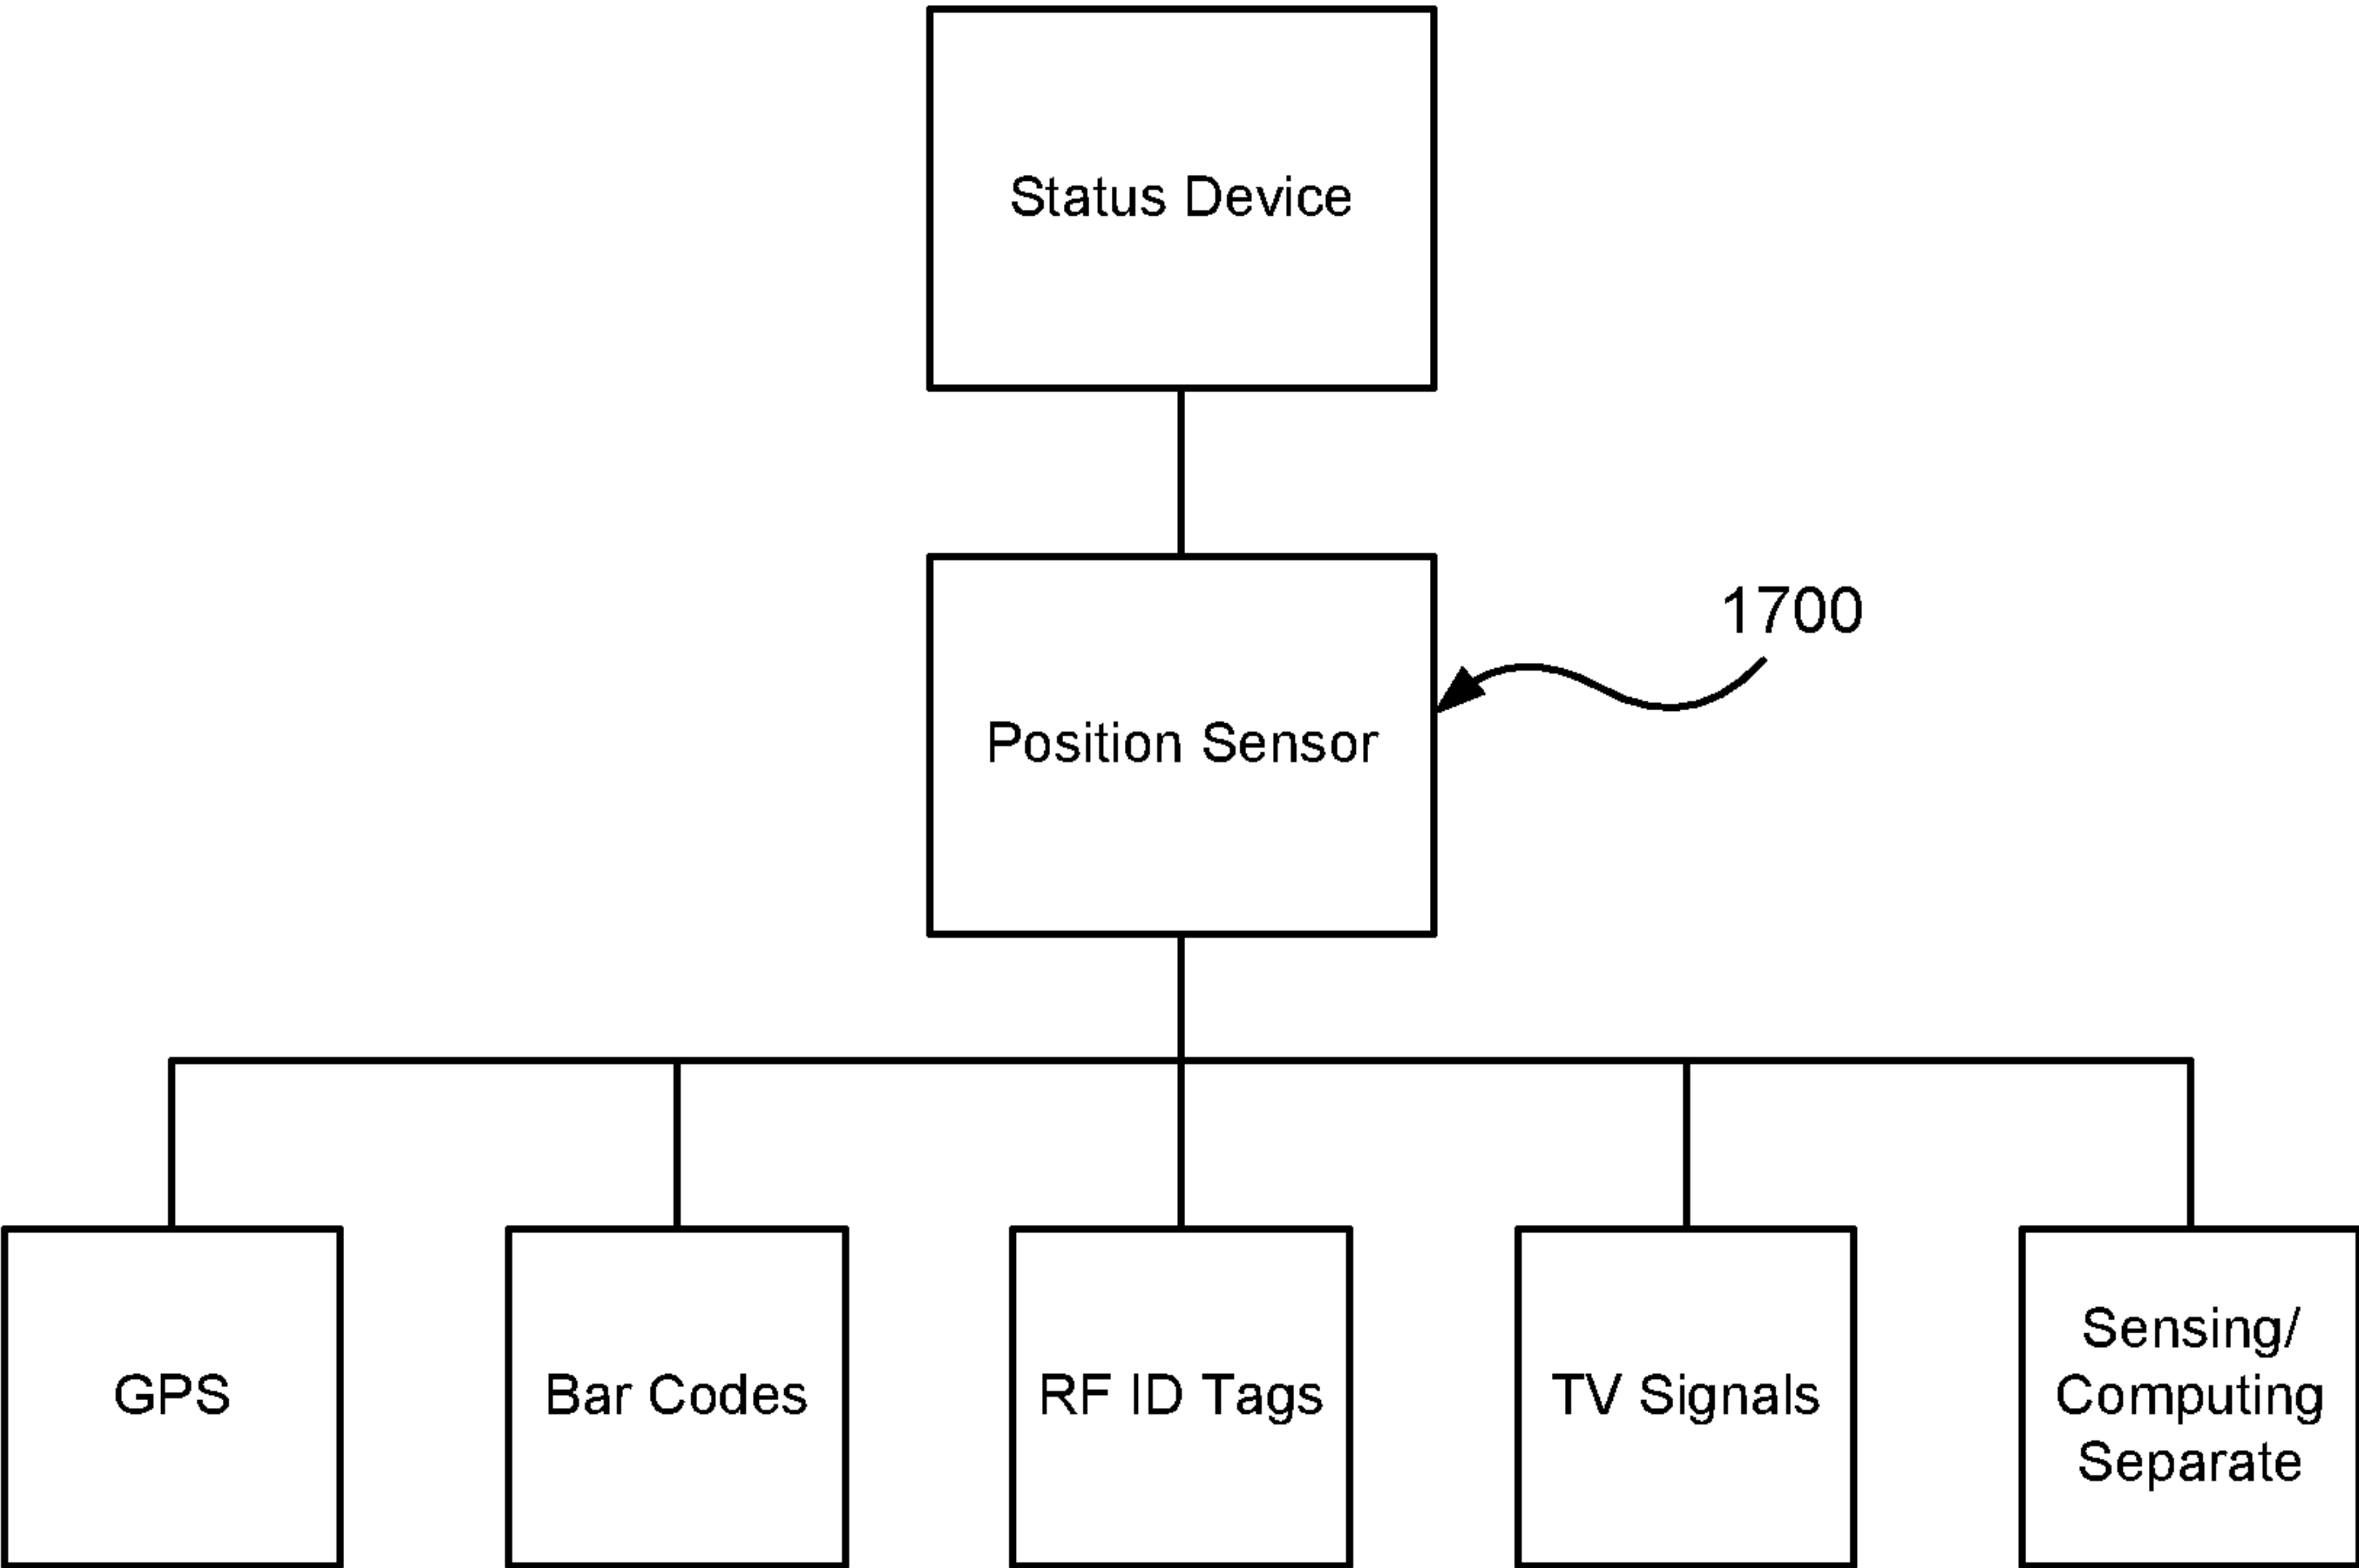 Status Device
1700
Position Sensor
GPS
Bar Codes
RF ID Tags
TV Signals
Sensing/
Computing
Separate